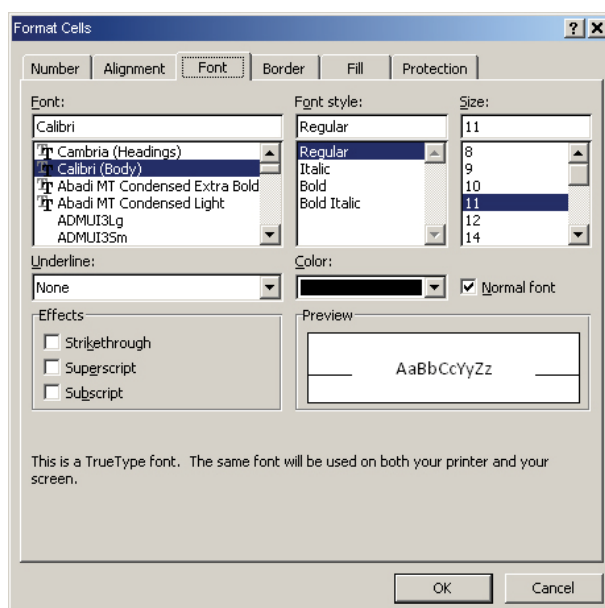 Format Cells
Number Alignment Font Border Fill Protection
Font: Font style: Size:
Calibri Regular 11
Cambria (Headings) Regular 8
Calibri (Body) Italic 9
Abadi MT Condensed Extra Bold Bold 10
Abadi MT Condensed Light Bold Italic 11
ADMUI3Lg 12
ADMUI3Sm 14
Underline: Color:
None Normal font
Effects Preview
Strikethrough
Superscript AaBbCcYyZz
Subscript
This is a TrueType font. The same font will be used on both your printer and your
screen.
OK Cancel